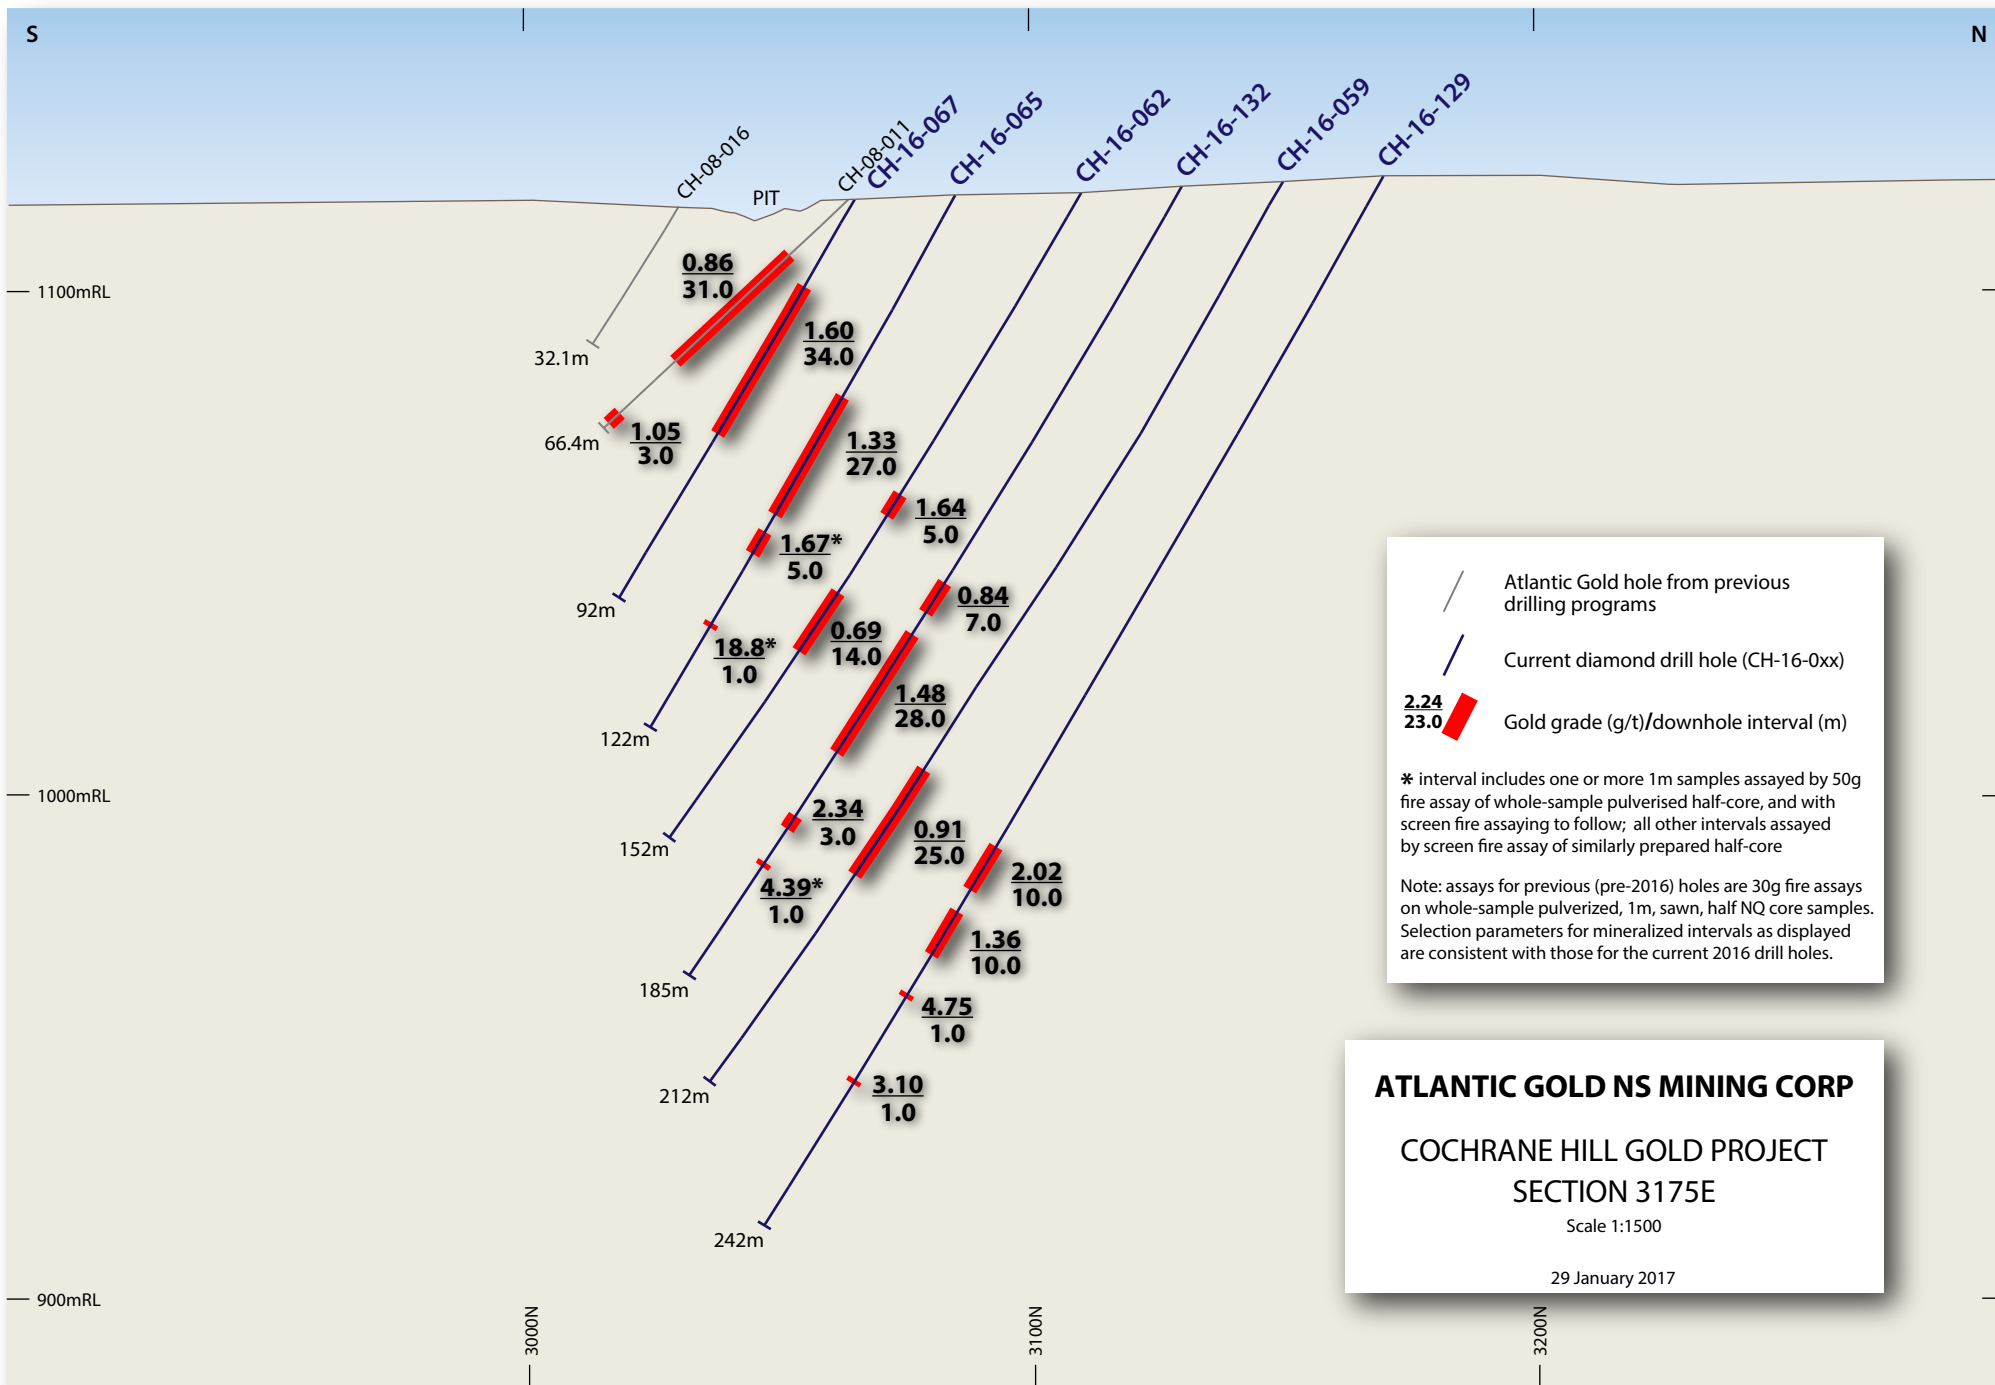 S
N
CH-08-016
PIT
CH-08-011
CH-16-067
CH-16-065
CH-16-062
CH-16-132
CH-16-059
CH-16-129
1100mRL
1000mRL
900mRL
0.86
31.0
1.60
34.0
32.1m
66.4m
1.05
3.0
1.33
27.0
1.64
5.0
1.67*
5.0
92m
0.84
7.0
18.8*
1.0
0.69
14.0
1.48
28.0
122m
152m
2.34
3.0
0.91
25.0
4.39*
1.0
2.02
10.0
1.36
10.0
185m
4.75
1.0
212m
3.10
1.0
242m
3000N
3100N
3200N
Atlantic Gold hole from previous
drilling programs
Current diamond drill hole (CH-16-0xx)
2.24
23.0
Gold grade (g/t)/downhole interval (m)
* interval includes one or more 1m samples assayed by 50g
fire assay of whole-sample pulverised half-core, and with
screen fire assaying to follow; all other intervals assayed
by screen fire assay of similarly prepared half-core
Note: assays for previous (pre-2016) holes are 30g fire assays
on whole-sample pulverized, 1m, sawn, half NQ core samples.
Selection parameters for mineralized intervals as displayed
are consistent with those for the current 2016 drill holes.
ATLANTIC GOLD NS MINING CORP
COCHRANE HILL GOLD PROJECT
SECTION 3175E
Scale 1:1500
29 January 2017